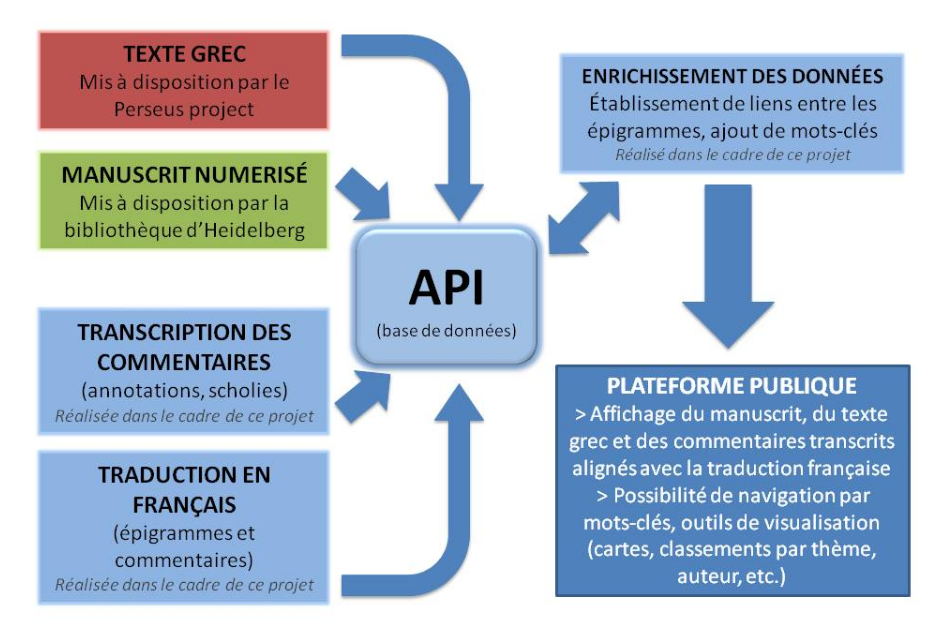 TEXTE GREC
Mis à disposition par le
Perseus project
MANUSCRIT NUMERISÉ
Mis à disposition par la
bibliothèque d’Heidelberg
TRANSCRIPTION DES
COMMENTAIRES
(annotations, scholies)
Réalisée dans le cadre de ce projet
TRADUCTION EN
FRANÇAIS
(épigrammes et
commentaires)
Réalisée dans le cadre de ce projet
API
(base de données)
ENRICHISSEMENT DES DONNÉES
Établissement de liens entre les
épigrammes, ajout de mots-clés
Réalisé dans le cadre de ce projet
PLATEFORME PUBLIQUE
> Affichage du manuscrit, du texte
grec et des commentaires transcrits
alignés avec la traduction française
> Possibilité de navigation par
mots-clés, outils de visualisation
(cartes, classements par thème,
auteur, etc.)